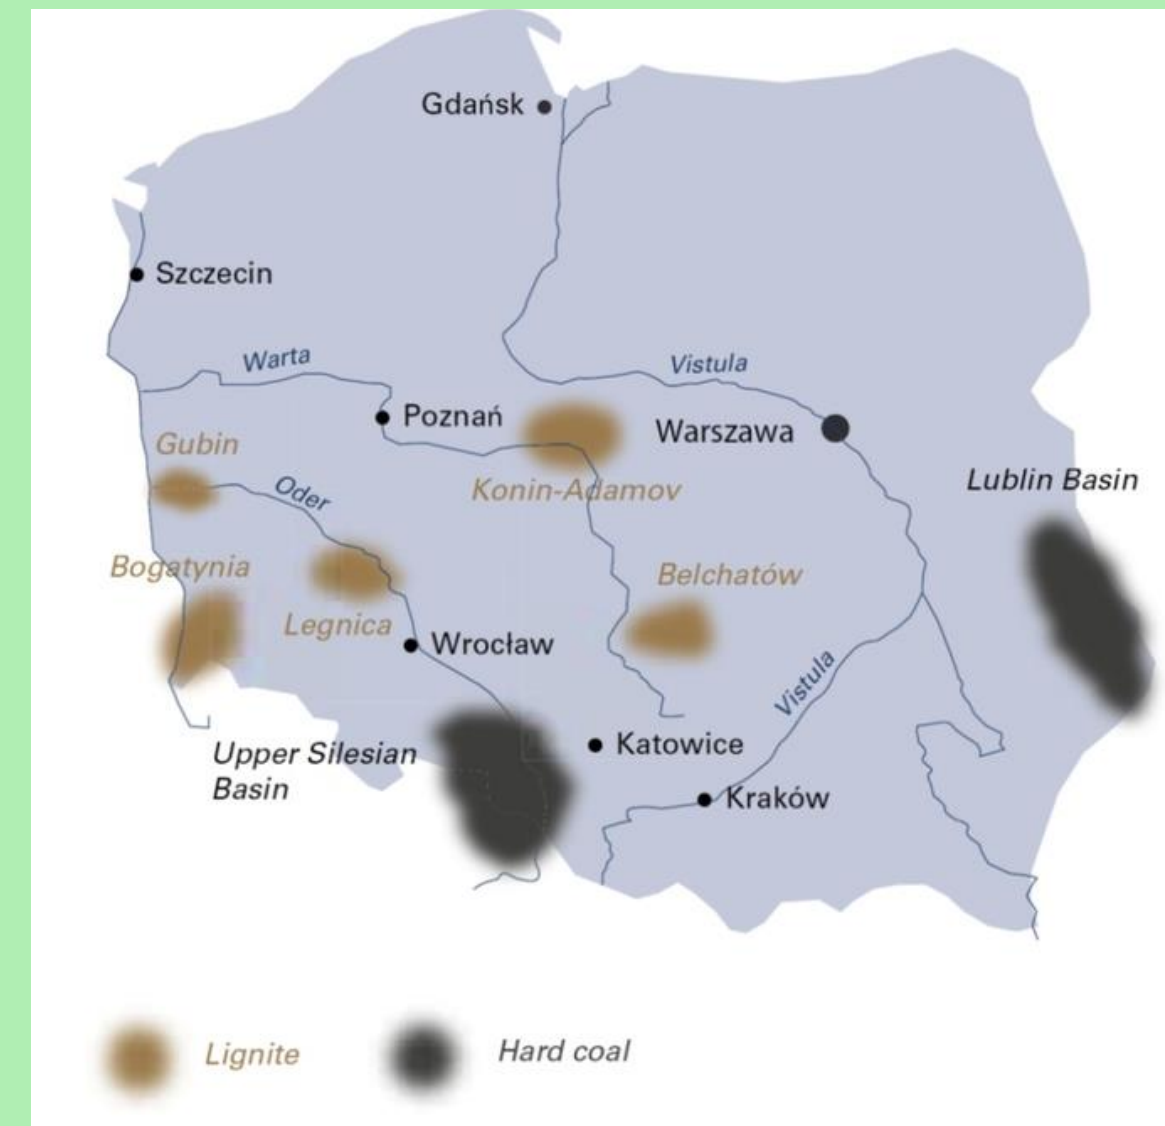 Gdańsk
Szczecin
Warta
Vistula
Poznań
Warszawa
Gubin
Lublin Basin
Konin-Adamov
Oder
Bogatynia
Belchatów
Legnica
Wrocław
Vistula
Upper Silesian
Basin
Katowice
Kraków
Lignite
Hard coal